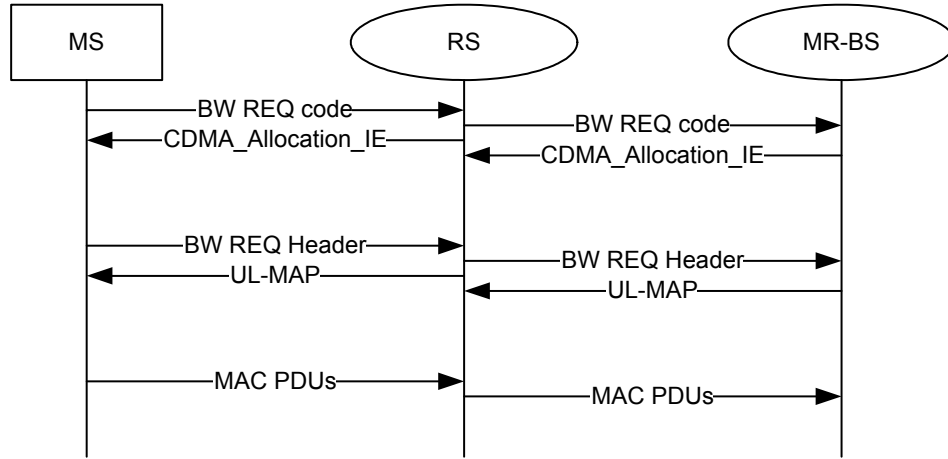 MS
RS
MR-BS
BW REQ code
BW REQ code
CDMA_Allocation_IE
CDMA_Allocation_IE
BW REQ Header
BW REQ Header
UL-MAP
UL-MAP
MAC PDUs
MAC PDUs